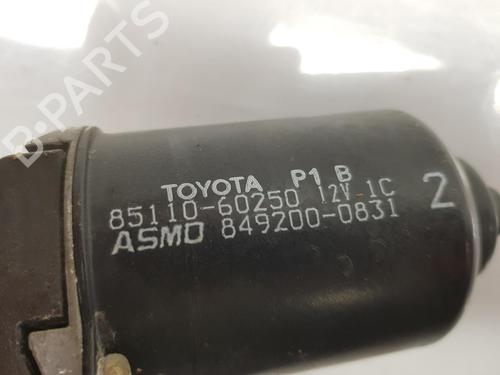 B-PARTS
TOYOTA P1 B
85110-60250 12V 1C
ASMO 849200-0831
2